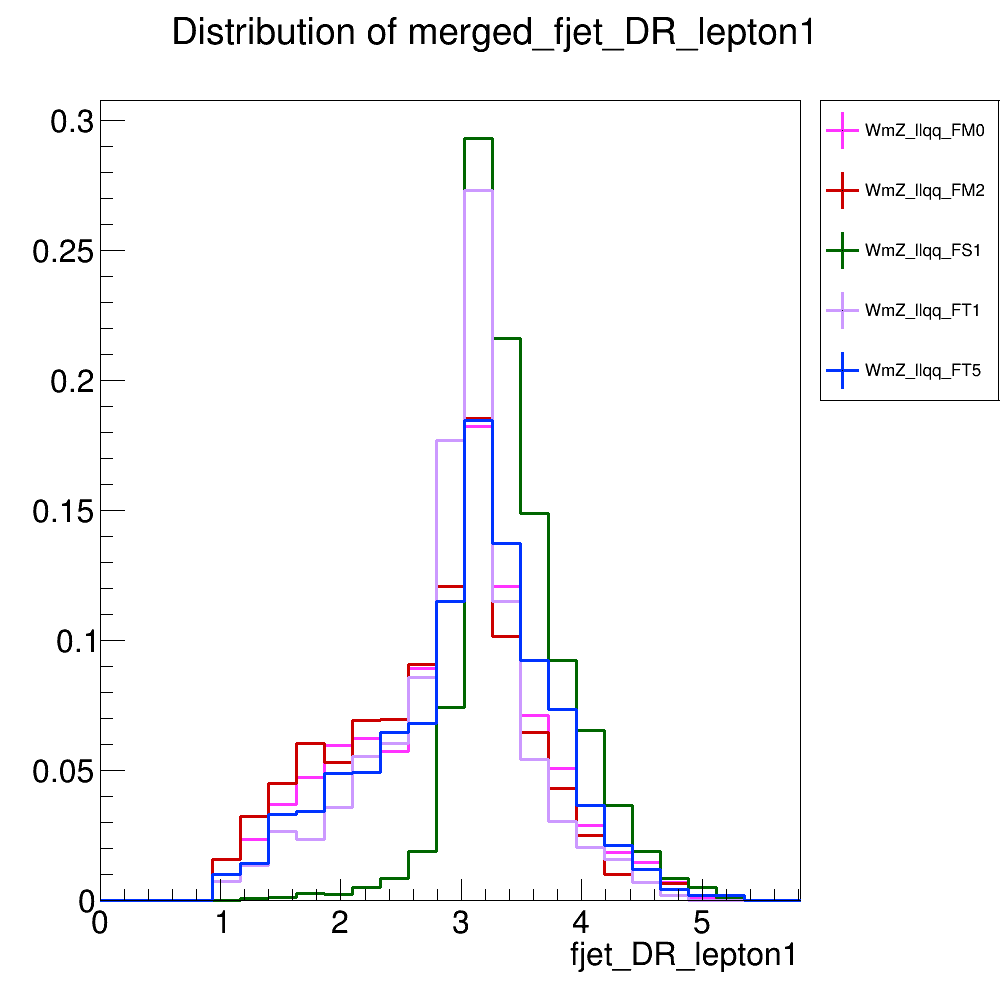 Distribution of merged_fjet_DR_lepton1
0.3
0.25
0.2
0.15
0.1
0.05
0
0 1 2 3 4 5
fjet_DR_lepton1
WmZ_llqq_FM0
WmZ_llqq_FM2
WmZ_llqq_FS1
WmZ_llqq_FT1
WmZ_llqq_FT5